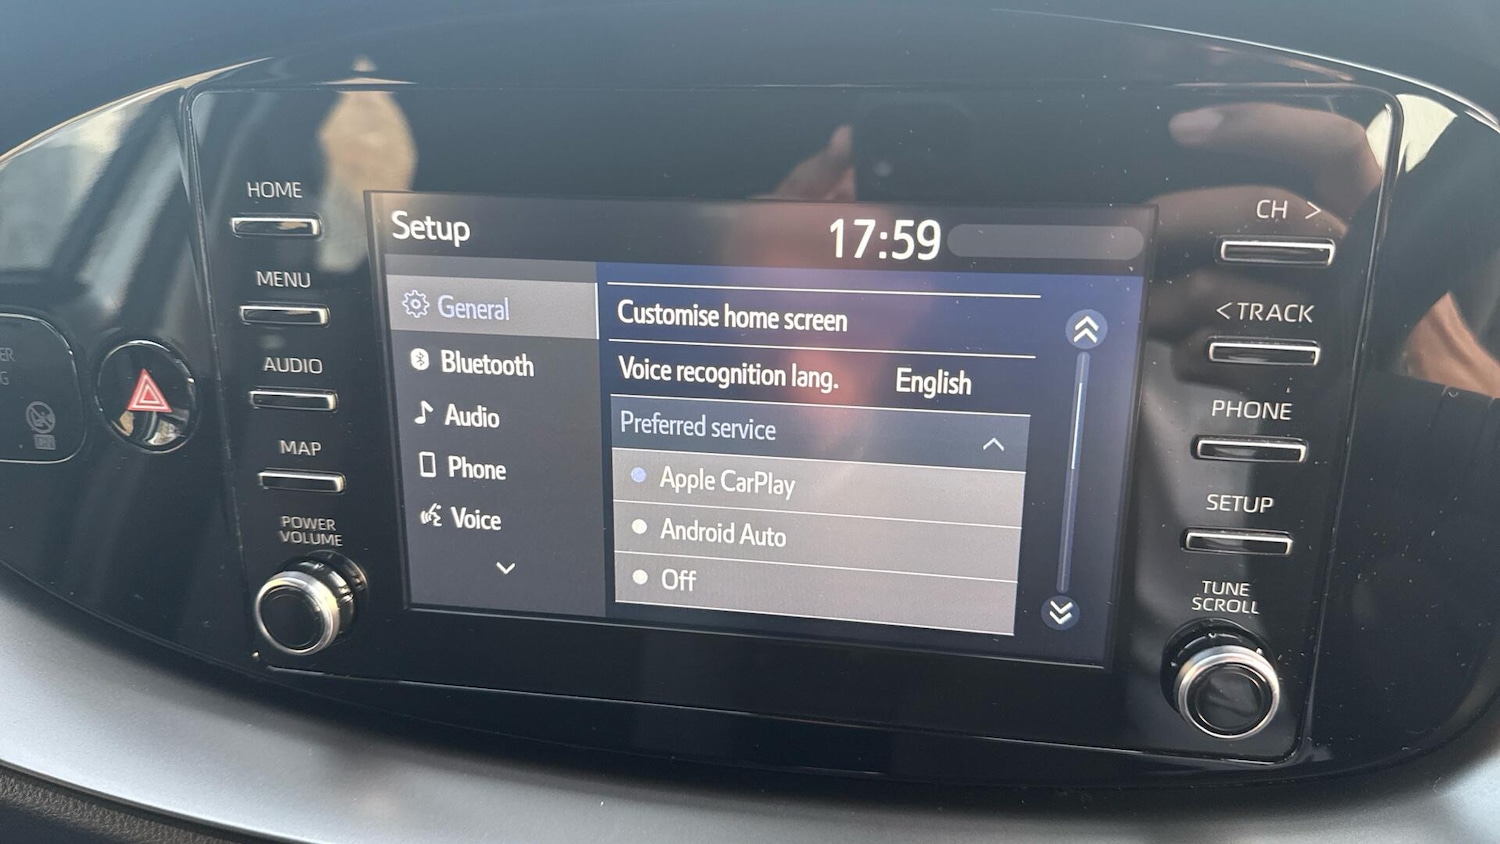 HOME
MENU
AUDIO
MAP
POWER
VOLUME
Setup
17:59
General
Bluetooth
Audio
Phone
Voice
Customise home screen
Voice recognition lang. English
Preferred service
Apple CarPlay
Android Auto
Off
CH >
< TRACK
PHONE
SETUP
TUNE
SCROLL